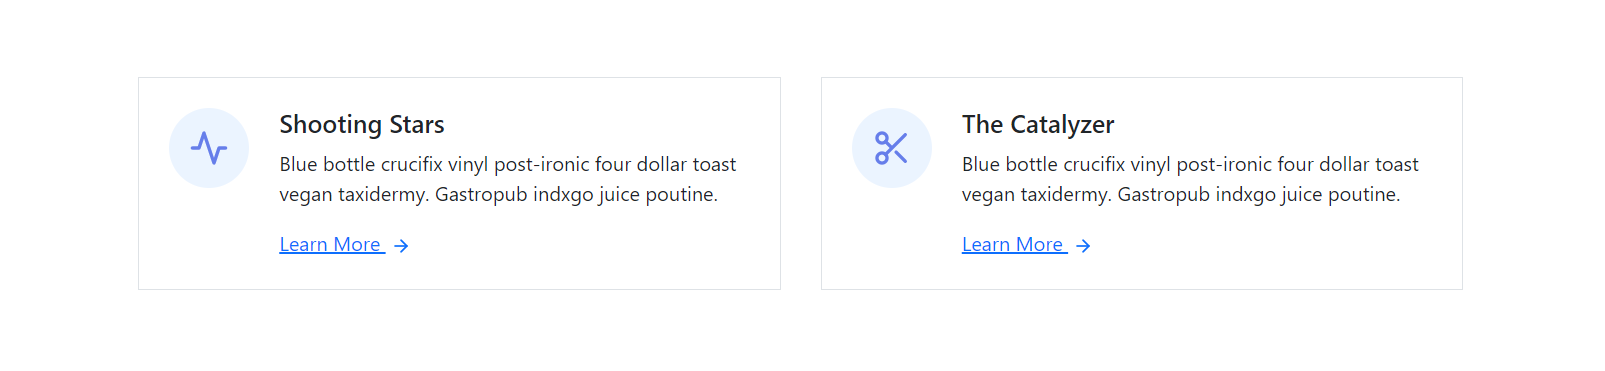 Shooting Stars
Blue bottle crucifix vinyl post-ironic four dollar toast
vegan taxidermy. Gastropub indxgo juice poutine.
Learn More
The Catalyzer
Blue bottle crucifix vinyl post-ironic four dollar toast
vegan taxidermy. Gastropub indxgo juice poutine.
Learn More